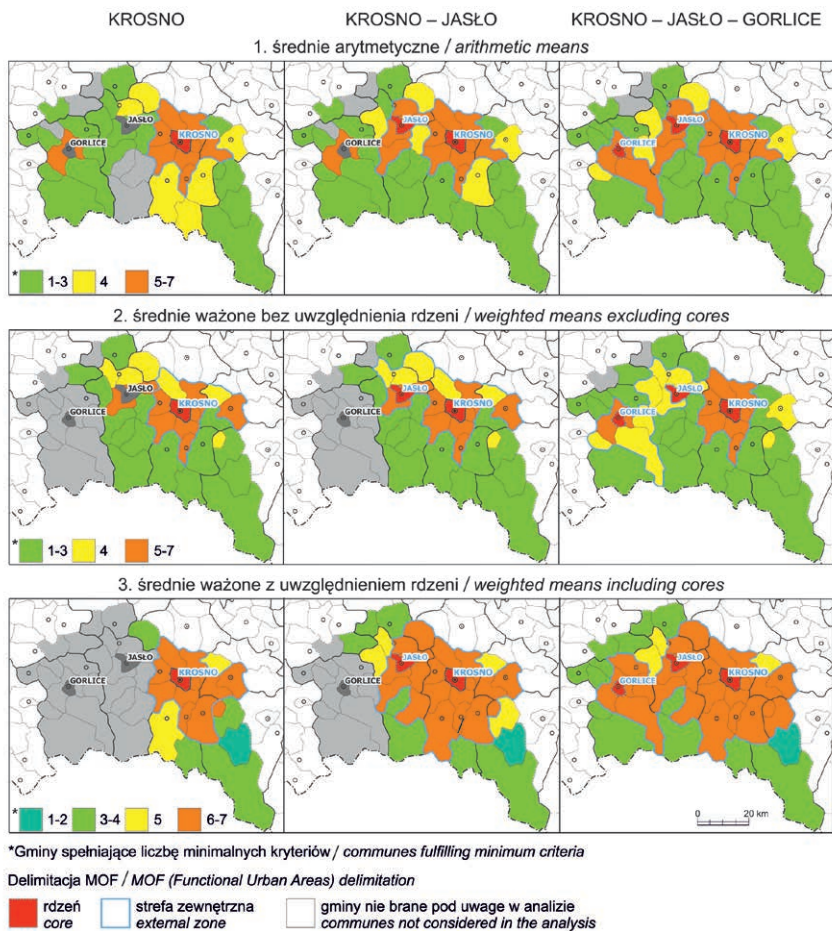 KROSNO KROSNO – JASŁO KROSNO – JASŁO – GORLICE
1. średnie arytmetyczne / arithmetic means
JASŁO JASŁO JASŁO
GORLICE KROSNO GORLICE KROSNO GORLICE KROSNO
* 1-3 4 5-7
2. średnie ważone bez uwzględnienia rdzeni / weighted means excluding cores
JASŁO JASŁO JASŁO
GORLICE KROSNO GORLICE KROSNO GORLICE KROSNO
* 1-3 4 5-7
3. średnie ważone z uwzględnieniem rdzeni / weighted means including cores
JASŁO JASŁO JASŁO
GORLICE KROSNO GORLICE KROSNO GORLICE KROSNO
* 1-2 3-4 5 6-7
0 20 km
*Gminy spełniające liczbę minimalnych kryteriów / communes fulfilling minimum criteria
Delimitacja MOF / MOF (Functional Urban Areas) delimitation
rdzeń strefa zewnętrzna gminy nie brane pod uwage w analizie
core external zone communes not considered in the analysis